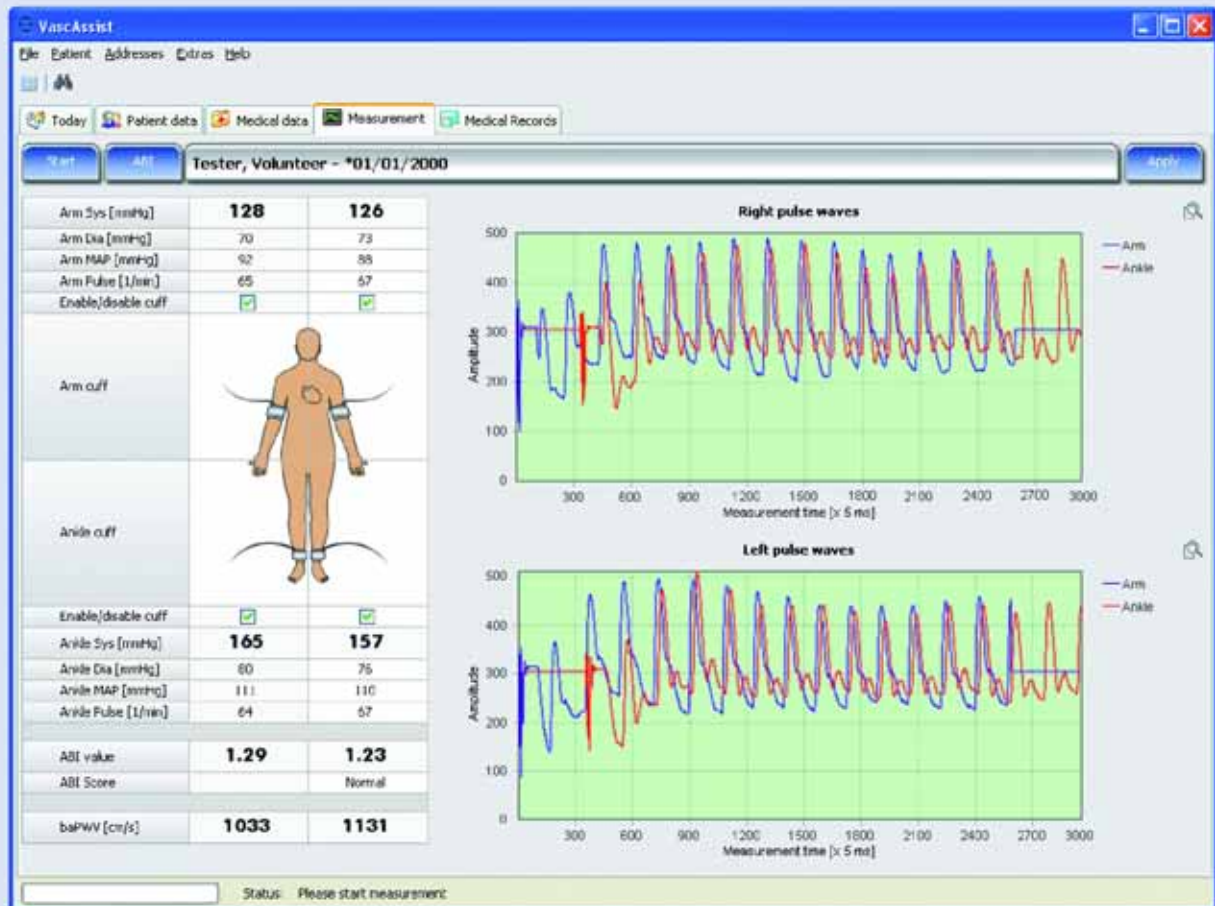 VascAssist
File Patient Addresses Extras Help
Today Patient data Medical data Measurement Medical Records
Start ABI Tester, Volunteer - *01/01/2000 Apply
Arm Sys [mmHg] 128 126
Arm Dia [mmHg] 70 73
Arm MAP [mmHg] 92 88
Arm Pulse [1/min] 65 67
Enable/disable cuff
Arm cuff
Ankle cuff
Enable/disable cuff
Ankle Sys [mmHg] 165 157
Ankle Dia [mmHg] 80 76
Ankle MAP [mmHg] 111 110
Ankle Pulse [1/min] 64 67
ABI value 1.29 1.23
ABI Score Normal
baPWV [cm/s] 1033 1131
Right pulse waves
500
400
300
200
100
0
Amplitude
300 600 900 1200 1500 1800 2100 2400 2700 3000
Measurement time [x 5 ms]
Arm
Ankle
Left pulse waves
500
400
300
200
100
0
Amplitude
300 600 900 1200 1500 1800 2100 2400 2700 3000
Measurement time [x 5 ms]
Arm
Ankle
Status: Please start measurement